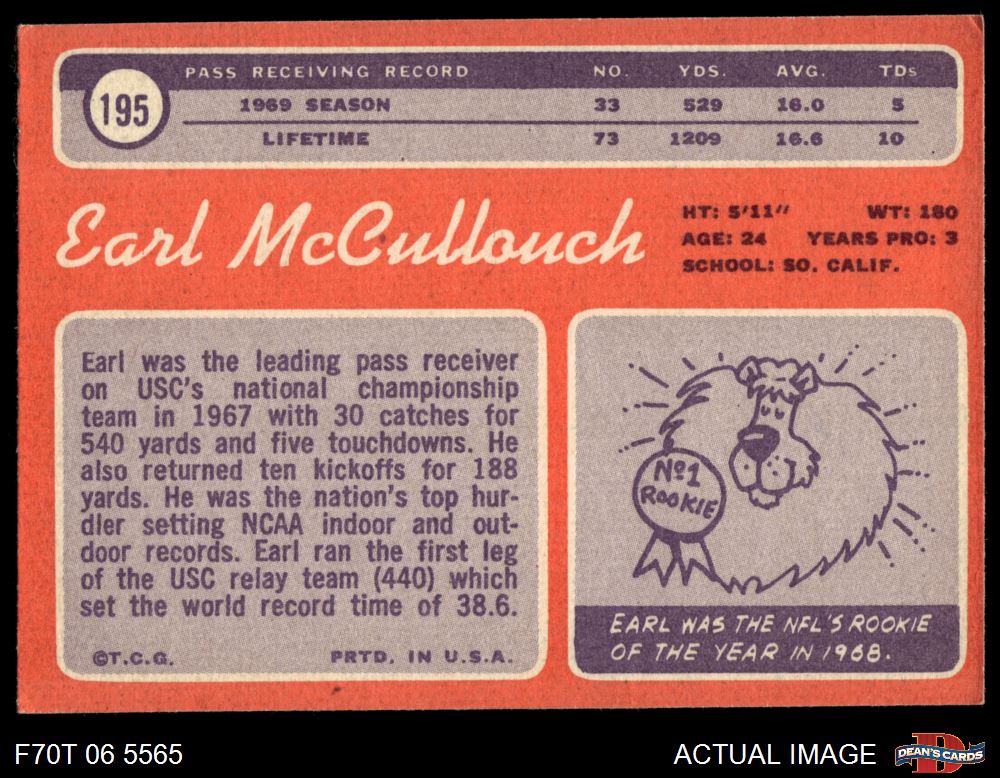 195
PASS RECEIVING RECORD NO. YDS. AVG. TDs
1969 SEASON 33 529 16.0 5
LIFETIME 73 1209 16.6 10
Earl McCullouch
HT: 5'11" WT: 180
AGE: 24 YEARS PRO: 3
SCHOOL: SO. CALIF.
Earl was the leading pass receiver
on USC's national championship
team in 1967 with 30 catches for
540 yards and five touchdowns. He
also returned ten kickoffs for 188
yards. He was the nation's top hur-
dler setting NCAA indoor and out-
door records. Earl ran the first leg
of the USC relay team (440) which
set the world record time of 38.6.
©T.C.G. PRTD. IN U.S.A.
Nº1
ROOKIE
EARL WAS THE NFL'S ROOKIE
OF THE YEAR IN 1968.
F70T 06 5565
ACTUAL IMAGE
DEAN'S CARDS